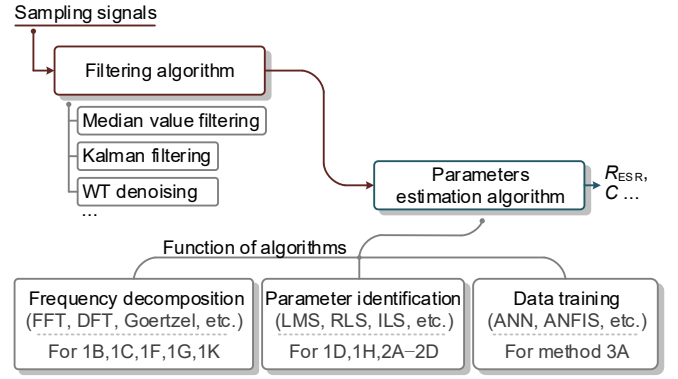 Sampling signals
Filtering algorithm
Median value filtering
Kalman filtering
WT denoising
...
Parameters
estimation algorithm
R_ESR,
C ...
Function of algorithms
Frequency decomposition
(FFT, DFT, Goertzel, etc.)
For 1B,1C,1F,1G,1K
Parameter identification
(LMS, RLS, ILS, etc.)
For 1D,1H,2A−2D
Data training
(ANN, ANFIS, etc.)
For method 3A